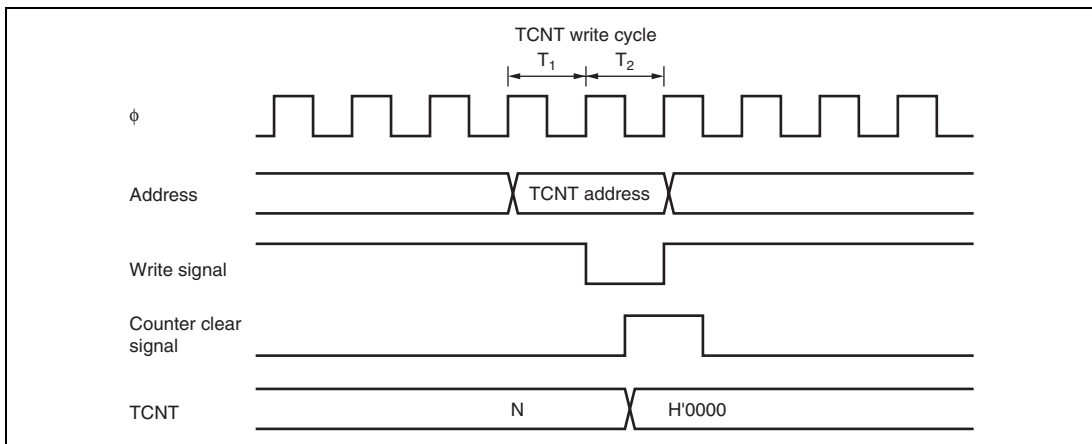 TCNT write cycle
T1 T2
ϕ
Address
TCNT address
Write signal
Counter clear
signal
TCNT
N
H'0000